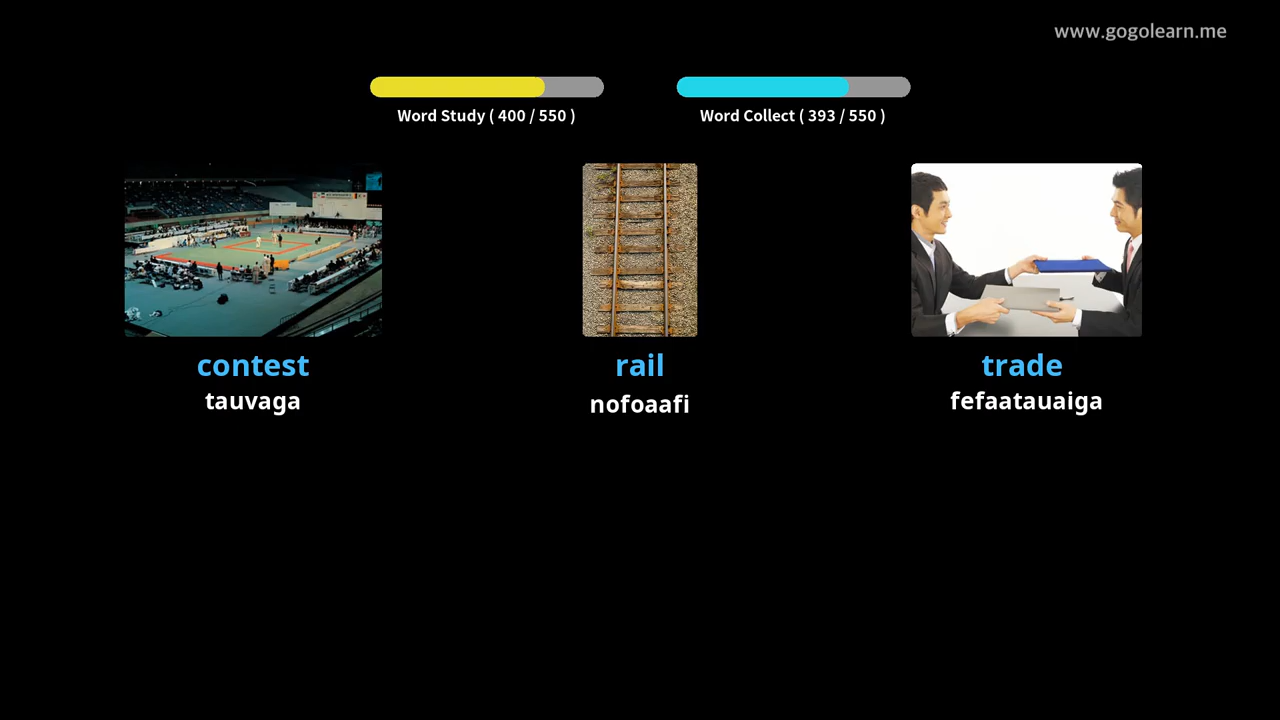 www.gogolearn.me
Word Study ( 400 / 550 )
Word Collect ( 393 / 550 )
contest
rail
trade
tauvaga
nofoaafi
fefaatauaiga